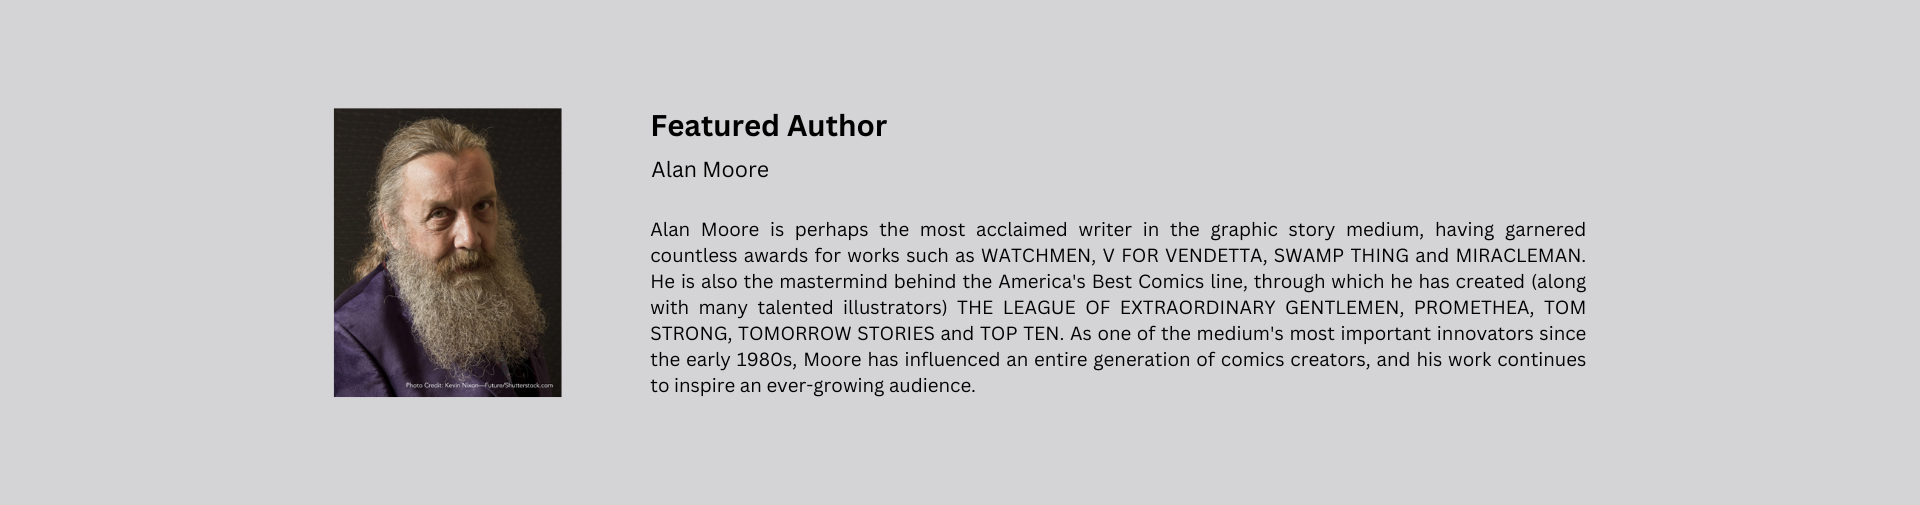 Featured Author
Alan Moore
Alan Moore is perhaps the most acclaimed writer in the graphic story medium, having garnered
countless awards for works such as WATCHMEN, V FOR VENDETTA, SWAMP THING and MIRACLEMAN.
He is also the mastermind behind the America's Best Comics line, through which he has created (along
with many talented illustrators) THE LEAGUE OF EXTRAORDINARY GENTLEMEN, PROMETHEA, TOM
STRONG, TOMORROW STORIES and TOP TEN. As one of the medium's most important innovators since
the early 1980s, Moore has influenced an entire generation of comics creators, and his work continues
to inspire an ever-growing audience.
Photo Credit: Kevin Nixon—Future/Shutterstock.com